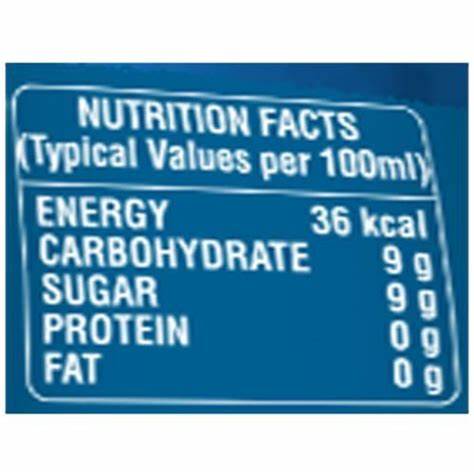 NUTRITION FACTS
(Typical Values per 100ml)
ENERGY 36 kcal
CARBOHYDRATE 9 g
SUGAR 9 g
PROTEIN 0 g
FAT 0 g